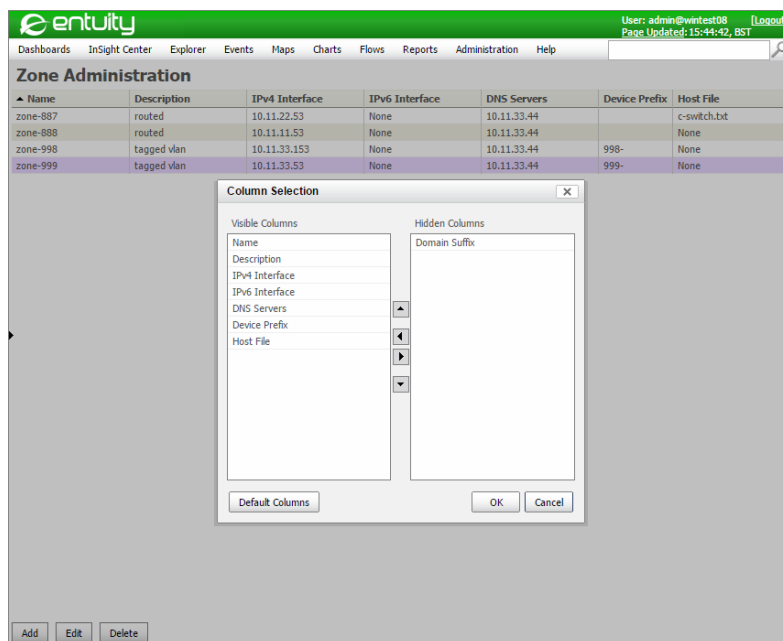 entuity
User: admin@wintest08 [Logout
Page Updated: 15:44:42, BST
Dashboards InSight Center Explorer Events Maps Charts Flows Reports Administration Help
Zone Administration
Name Description IPv4 Interface IPv6 Interface DNS Servers Device Prefix Host File
zone-887 routed 10.11.22.53 None 10.11.33.44 c-switch.txt
zone-888 routed 10.11.11.53 None 10.11.33.44 None
zone-998 tagged vlan 10.11.33.153 None 10.11.33.44 998- None
zone-999 tagged vlan 10.11.33.53 None 10.11.33.44 999- None
Column Selection
Visible Columns Hidden Columns
Name Domain Suffix
Description
IPv4 Interface
IPv6 Interface
DNS Servers
Device Prefix
Host File
Default Columns OK Cancel
Add Edit Delete